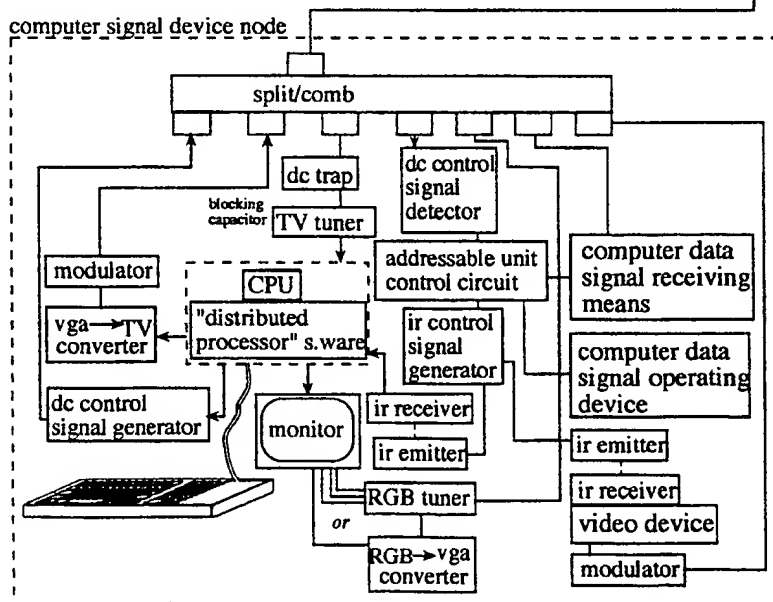 computer signal device node
split/comb
dc trap
blocking
capacitor
TV tuner
dc control
signal
detector
modulator
CPU
"distributed
processor" s.ware
addressable unit
control circuit
computer data
signal receiving
means
vga→TV
converter
ir control
signal
generator
computer data
signal operating
device
dc control
signal generator
monitor
ir receiver
ir emitter
ir emitter
RGB tuner
ir receiver
or
video device
RGB→vga
converter
modulator